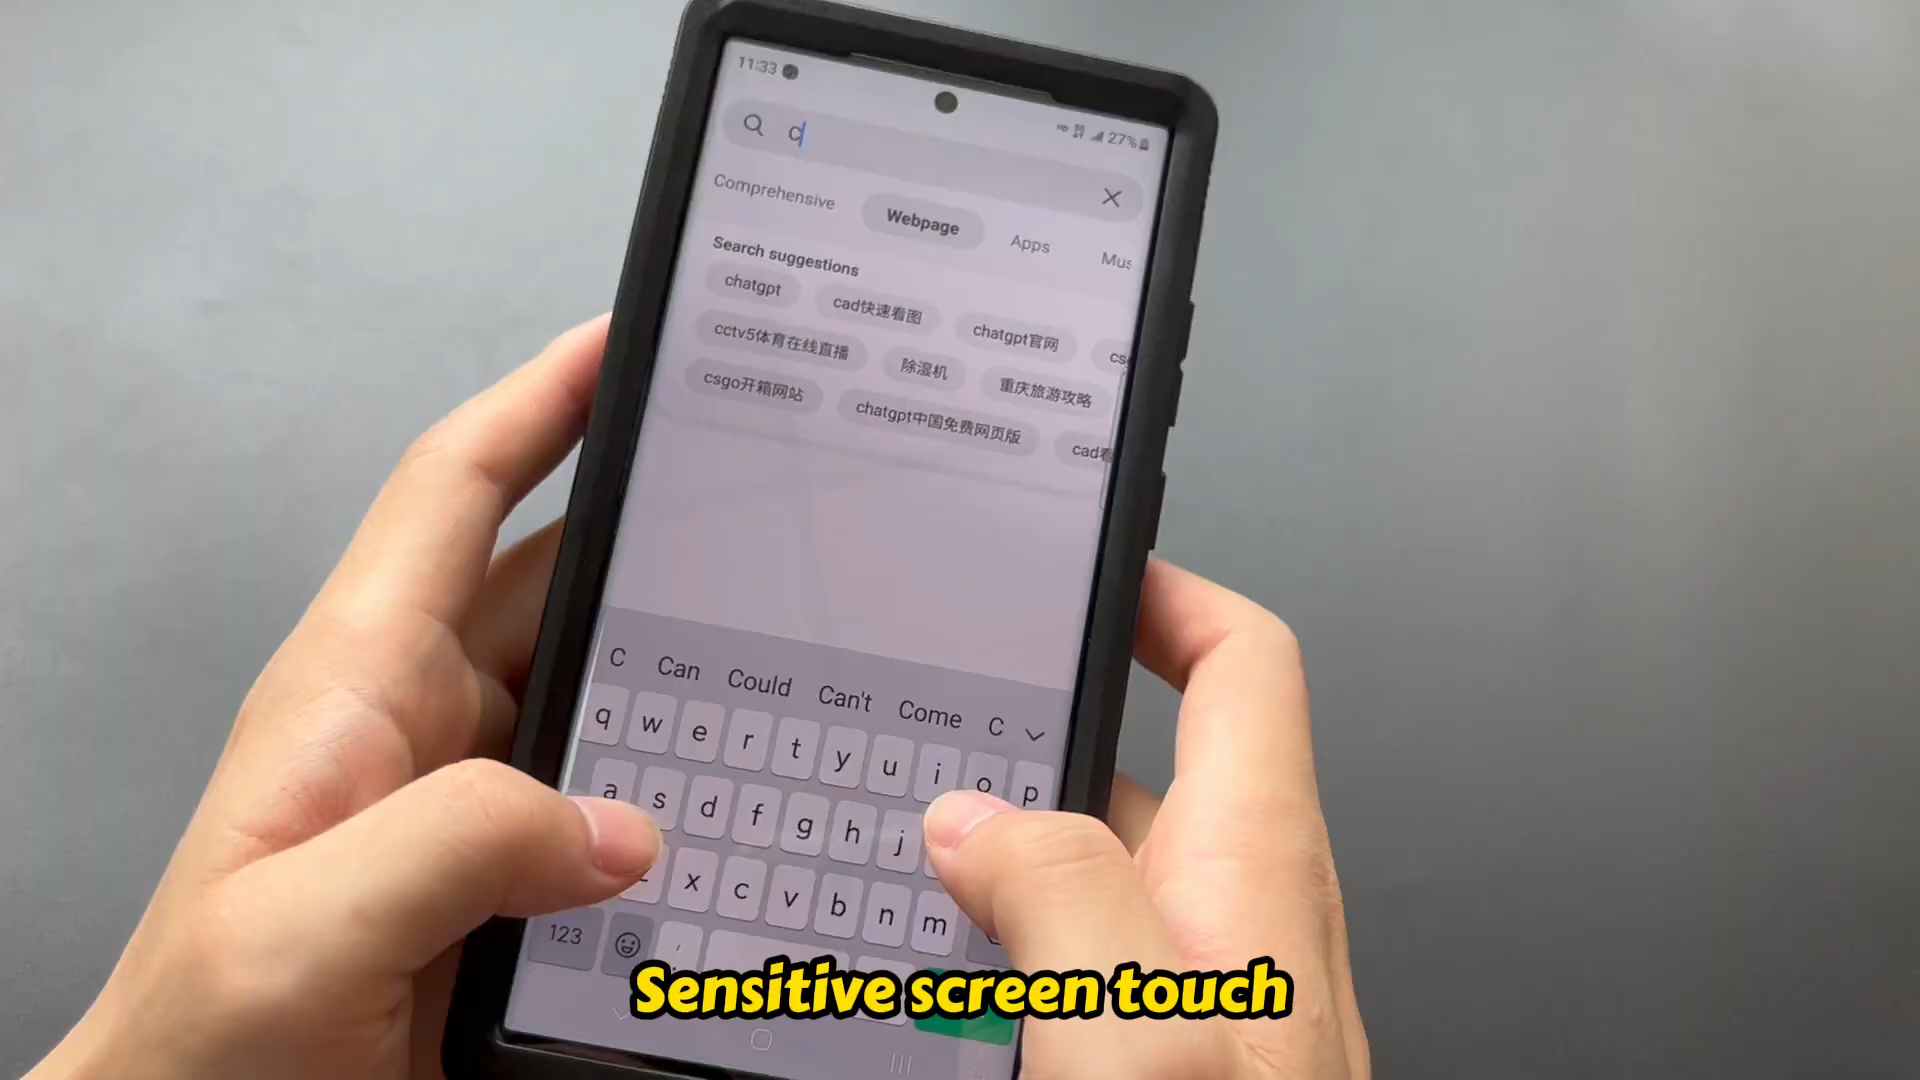 11:33
27%
c
Comprehensive Webpage Apps Mus
Search suggestions
chatgpt cad快速看图 chatgpt官网 cs
cctv5体育在线直播 除湿机 重庆旅游攻略
csgo开箱网站 chatgpt中国免费网页版 cad看
C Can Could Can't Come C
q w e r t y u i o p
a s d f g h j
z x c v b n m
123 ,
Sensitive screen touch